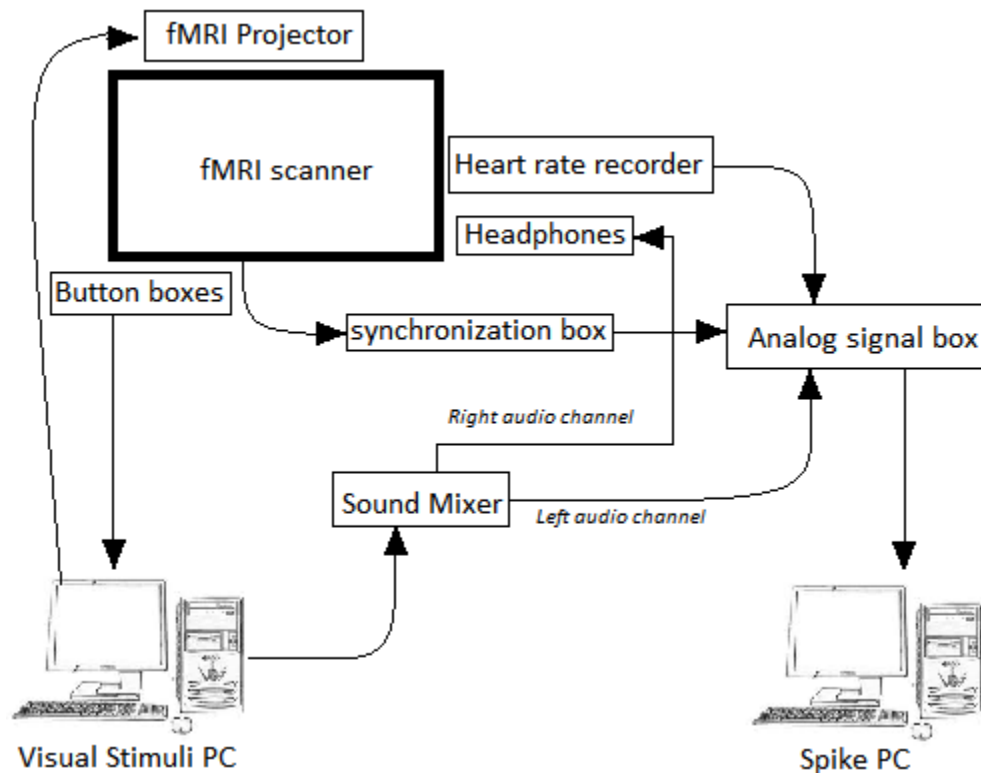 fMRI Projector
fMRI scanner
Heart rate recorder
Headphones
Button boxes
synchronization box
Analog signal box
Right audio channel
Sound Mixer
Left audio channel
Visual Stimuli PC
Spike PC